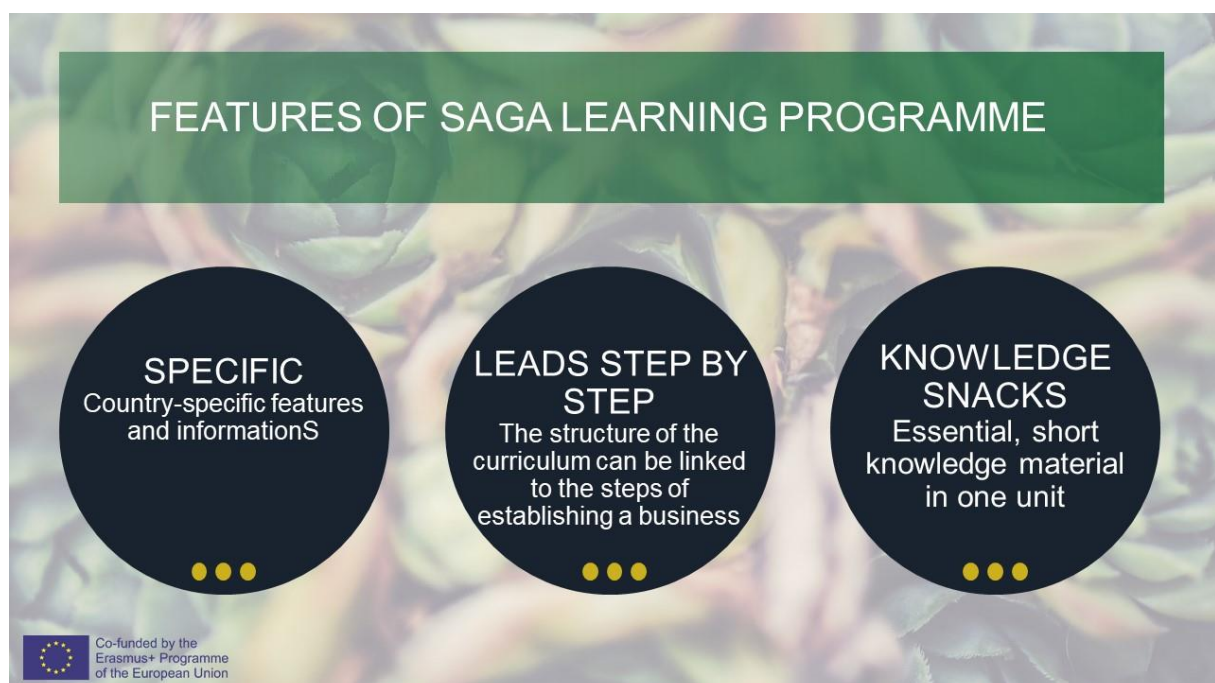 FEATURES OF SAGA LEARNING PROGRAMME
SPECIFIC
Country-specific features
and informationS
LEADS STEP BY
STEP
The structure of the
curriculum can be linked
to the steps of
establishing a business
KNOWLEDGE
SNACKS
Essential, short
knowledge material
in one unit
Co-funded by the
Erasmus+ Programme
of the European Union